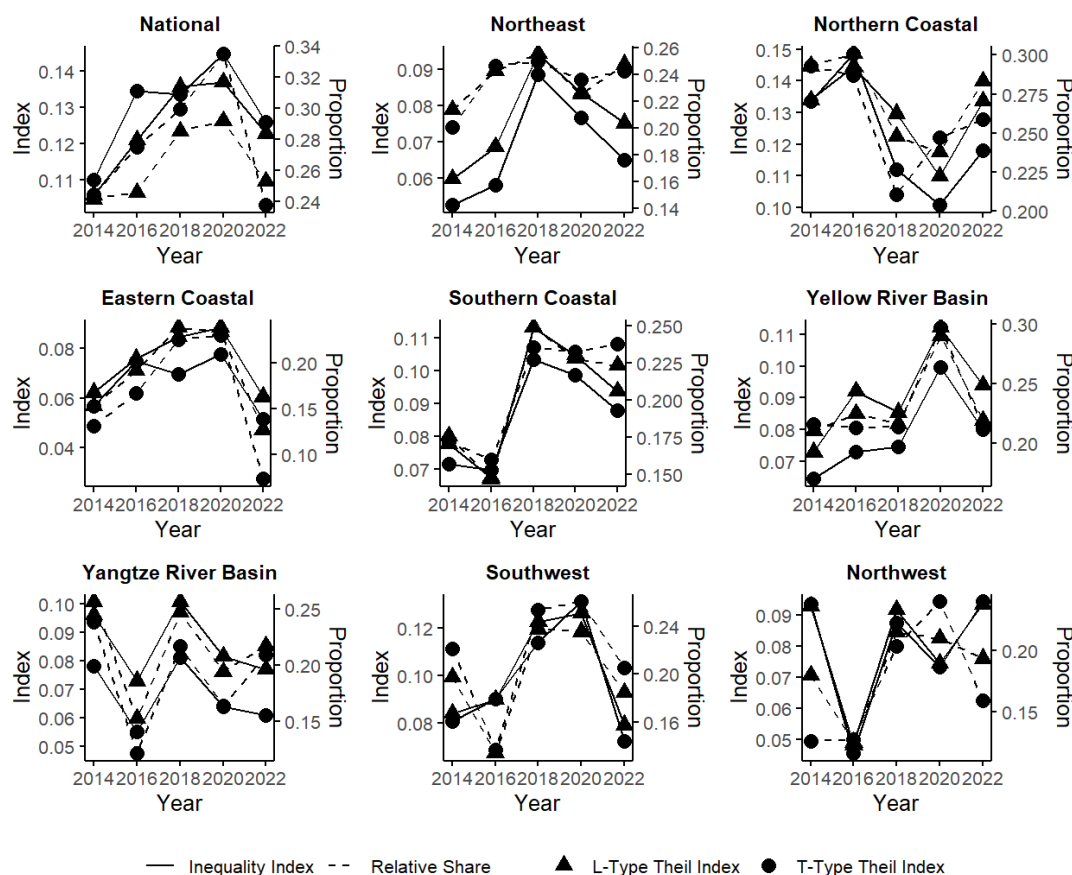 National
Northeast
Northern Coastal
0.14
0.13
0.12
0.11
Index
0.34
0.32
0.30
0.28
0.26
0.24
Proportion
2014 2016 2018 2020 2022
Year
0.09
0.08
0.07
0.06
Index
0.26
0.24
0.22
0.20
0.18
0.16
0.14
Proportion
2014 2016 2018 2020 2022
Year
0.15
0.14
0.13
0.12
0.11
0.10
Index
0.300
0.275
0.250
0.225
0.200
Proportion
2014 2016 2018 2020 2022
Year
Eastern Coastal
Southern Coastal
Yellow River Basin
0.08
0.06
0.04
Index
0.20
0.15
0.10
Proportion
2014 2016 2018 2020 2022
Year
0.11
0.10
0.09
0.08
0.07
Index
0.250
0.225
0.200
0.175
0.150
Proportion
2014 2016 2018 2020 2022
Year
0.11
0.10
0.09
0.08
0.07
Index
0.30
0.25
0.20
Proportion
2014 2016 2018 2020 2022
Year
Yangtze River Basin
Southwest
Northwest
0.10
0.09
0.08
0.07
0.06
0.05
Index
0.25
0.20
0.15
Proportion
2014 2016 2018 2020 2022
Year
0.12
0.10
0.08
Index
0.24
0.20
0.16
Proportion
2014 2016 2018 2020 2022
Year
0.09
0.08
0.07
0.06
0.05
Index
0.20
0.15
Proportion
2014 2016 2018 2020 2022
Year
Inequality Index Relative Share L-Type Theil Index T-Type Theil Index